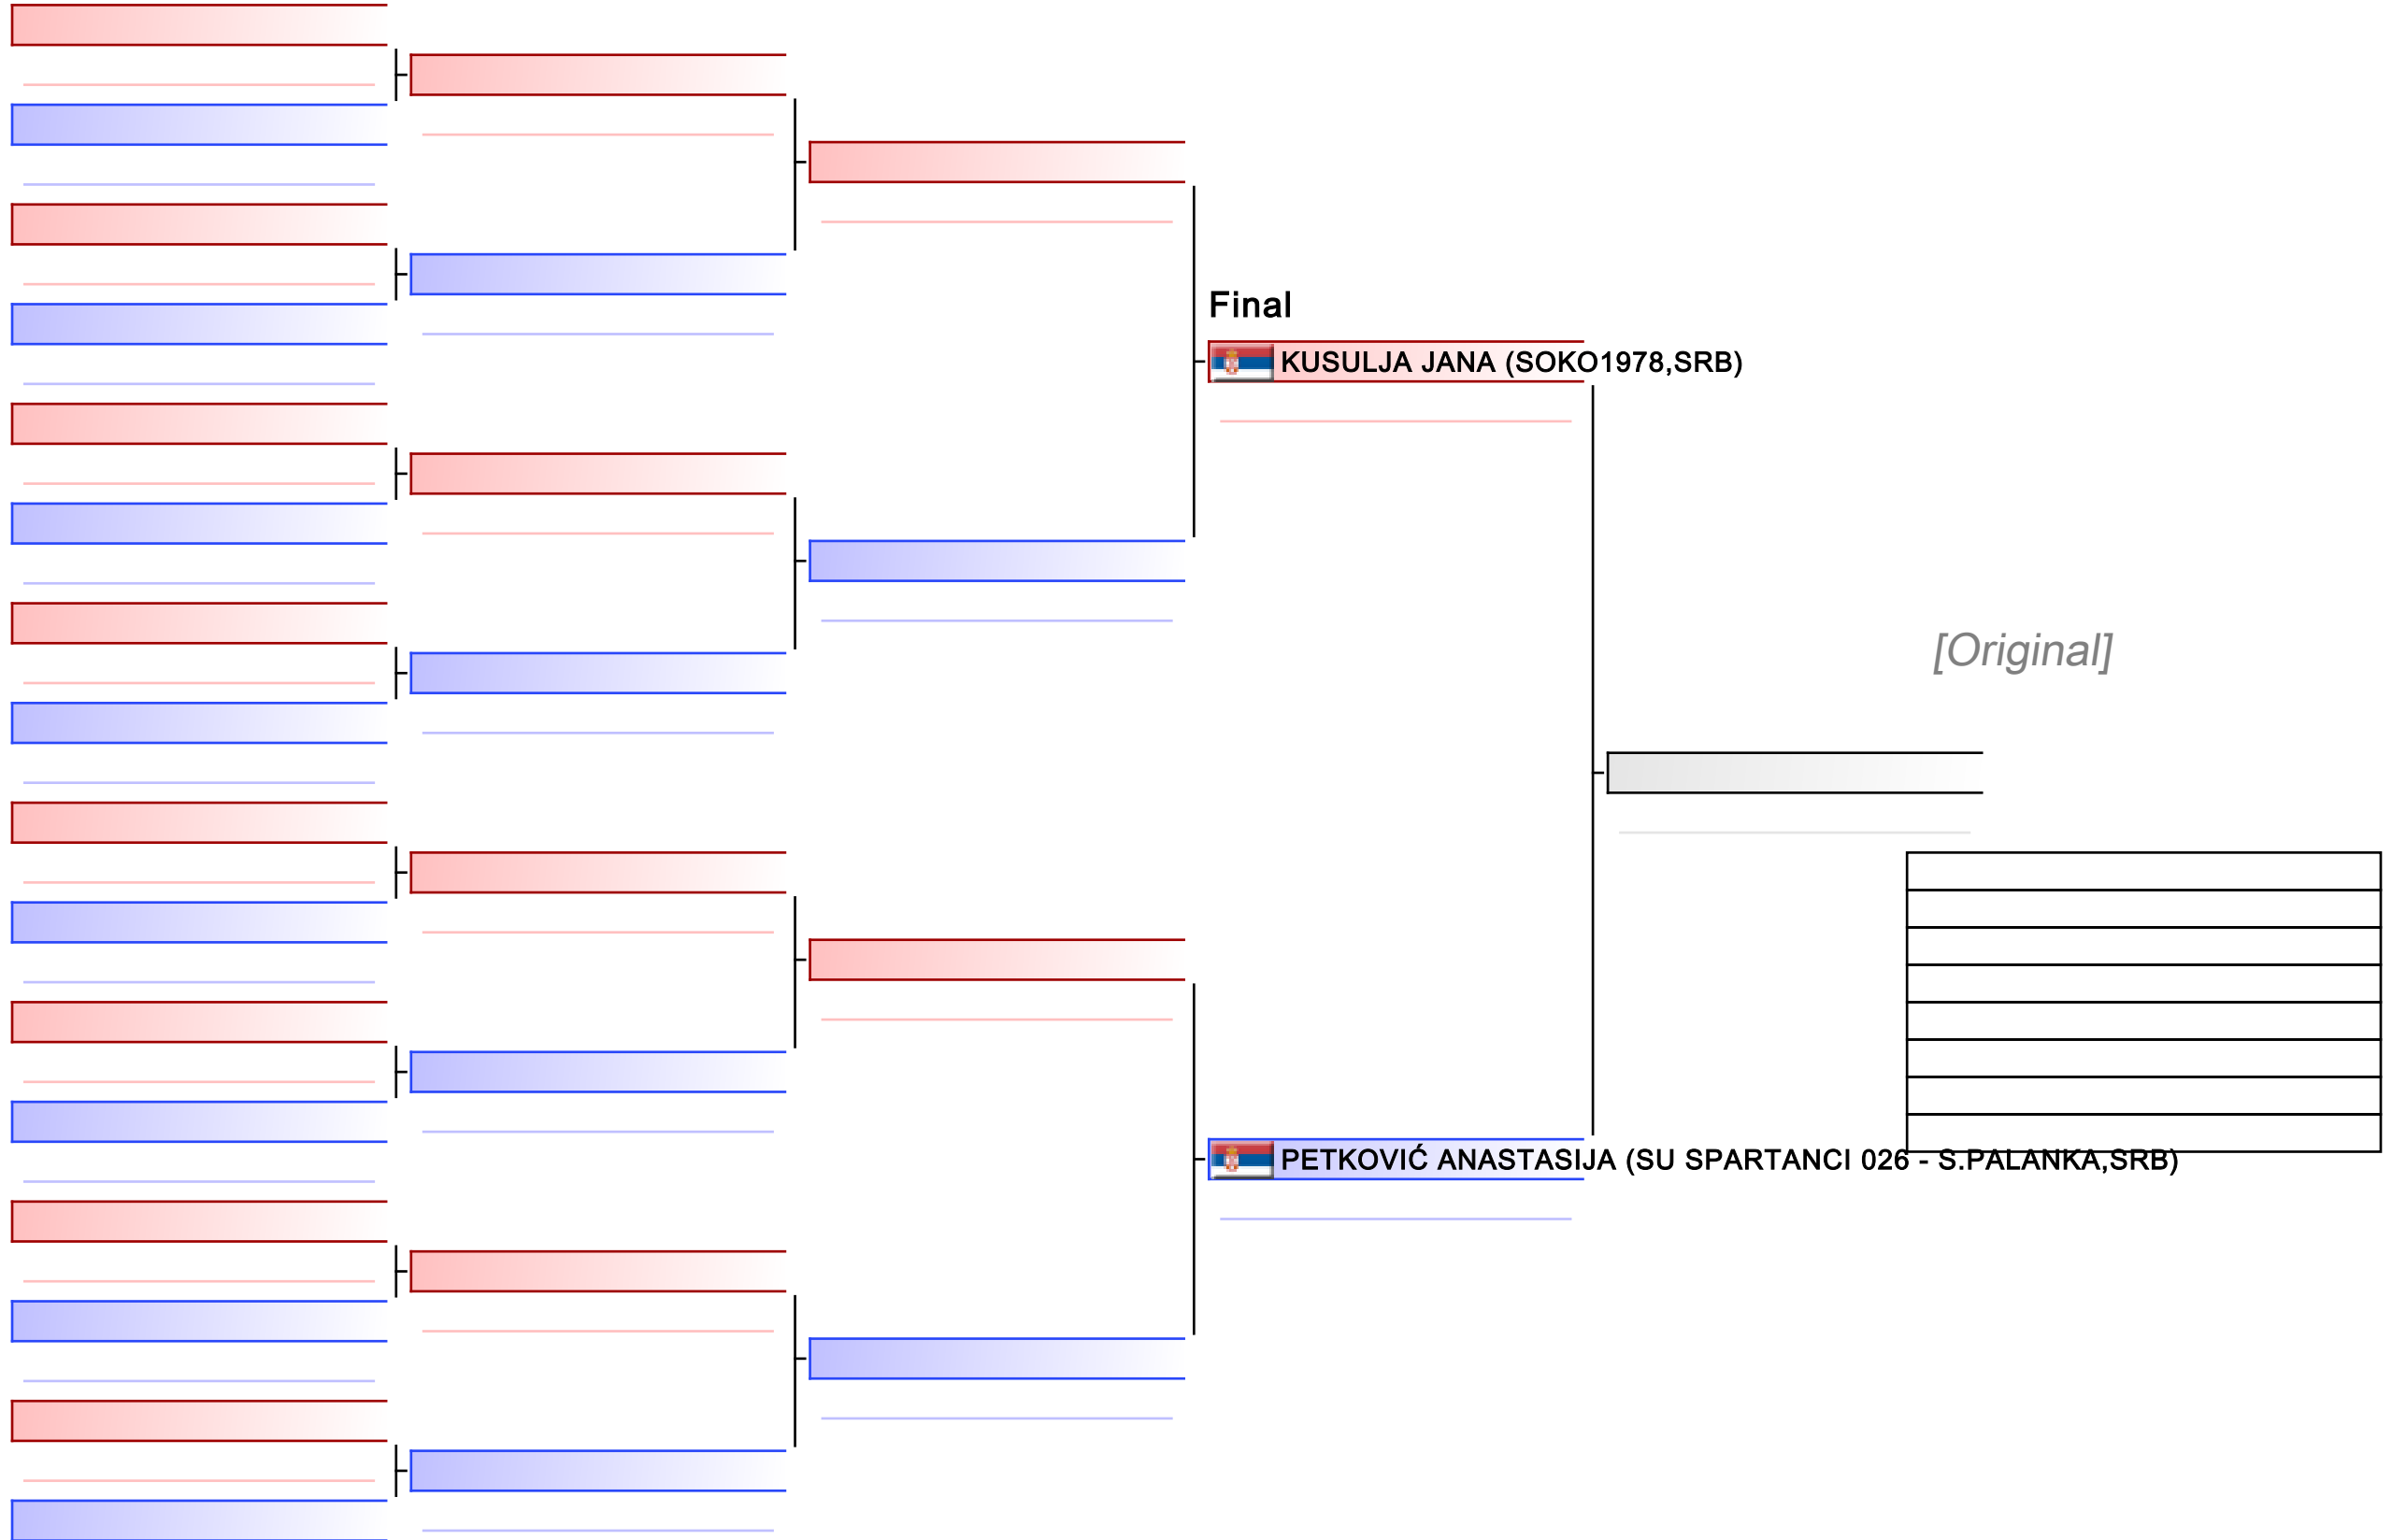 Final
KUSULJA JANA (SOKO1978,SRB)
[Original]
PETKOVIĆ ANASTASIJA (SU SPARTANCI 026 - S.PALANKA,SRB)